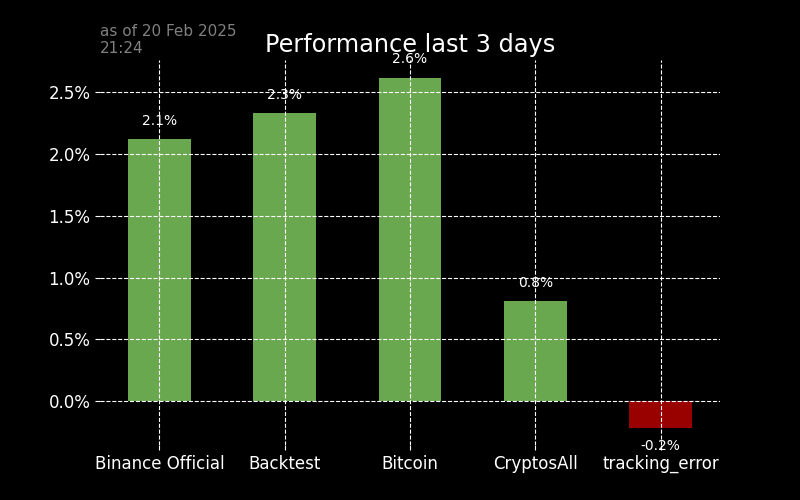 as of 20 Feb 2025
21:24
Performance last 3 days
2.6%
2.5%
2.3%
2.1%
2.0%
1.5%
1.0%
0.8%
0.5%
0.0%
-0.2%
Binance Official
Backtest
Bitcoin
CryptosAll
tracking_error